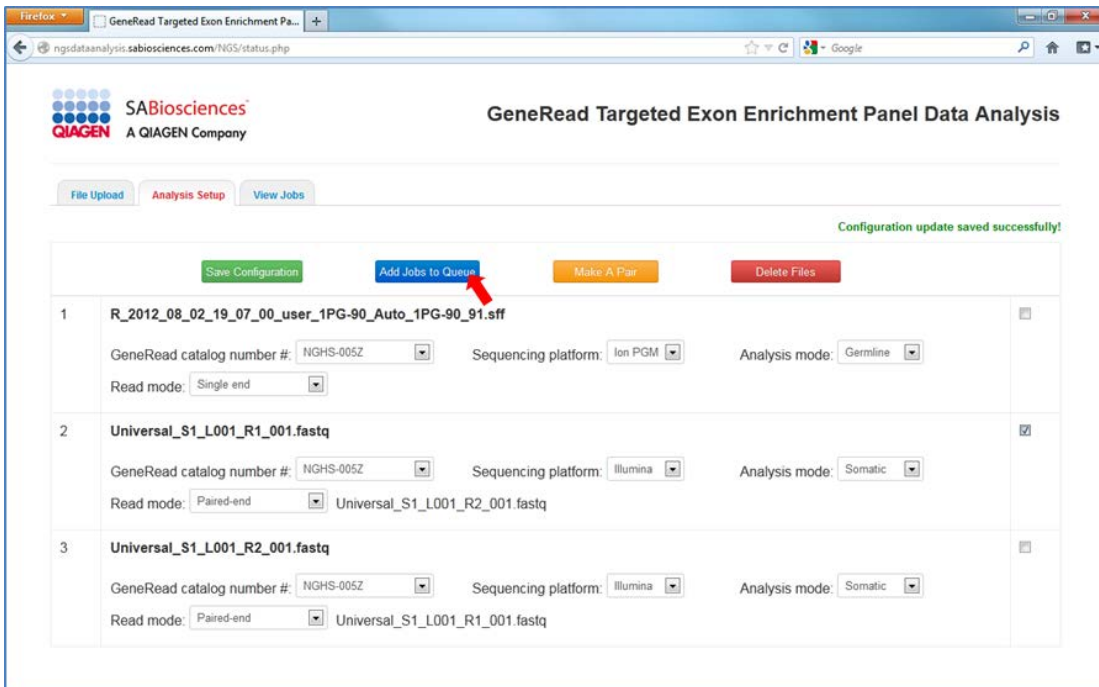 Firefox
GeneRead Targeted Exon Enrichment Pa...
ngsdataanalysis.sabiosciences.com/NGS/status.php
Google
QIAGEN
SABiosciences
A QIAGEN Company
GeneRead Targeted Exon Enrichment Panel Data Analysis
File Upload Analysis Setup View Jobs
Configuration update saved successfully!
Save Configuration Add Jobs to Queue Make A Pair Delete Files
1 R_2012_08_02_19_07_00_user_1PG-90_Auto_1PG-90_91.sff
GeneRead catalog number #: NGHS-005Z Sequencing platform: Ion PGM Analysis mode: Germline
Read mode: Single end
2 Universal_S1_L001_R1_001.fastq
GeneRead catalog number #: NGHS-005Z Sequencing platform: Illumina Analysis mode: Somatic
Read mode: Paired-end Universal_S1_L001_R2_001.fastq
3 Universal_S1_L001_R2_001.fastq
GeneRead catalog number #: NGHS-005Z Sequencing platform: Illumina Analysis mode: Somatic
Read mode: Paired-end Universal_S1_L001_R1_001.fastq